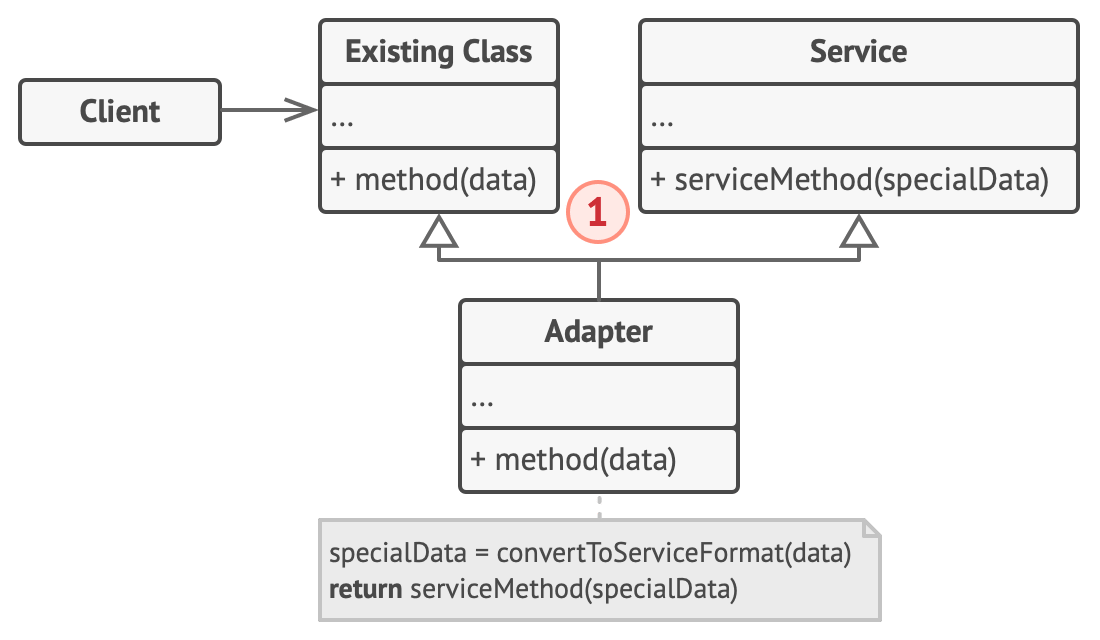 Client
Existing Class
...
+ method(data)
Service
...
+ serviceMethod(specialData)
1
Adapter
...
+ method(data)
specialData = convertToServiceFormat(data)
return serviceMethod(specialData)